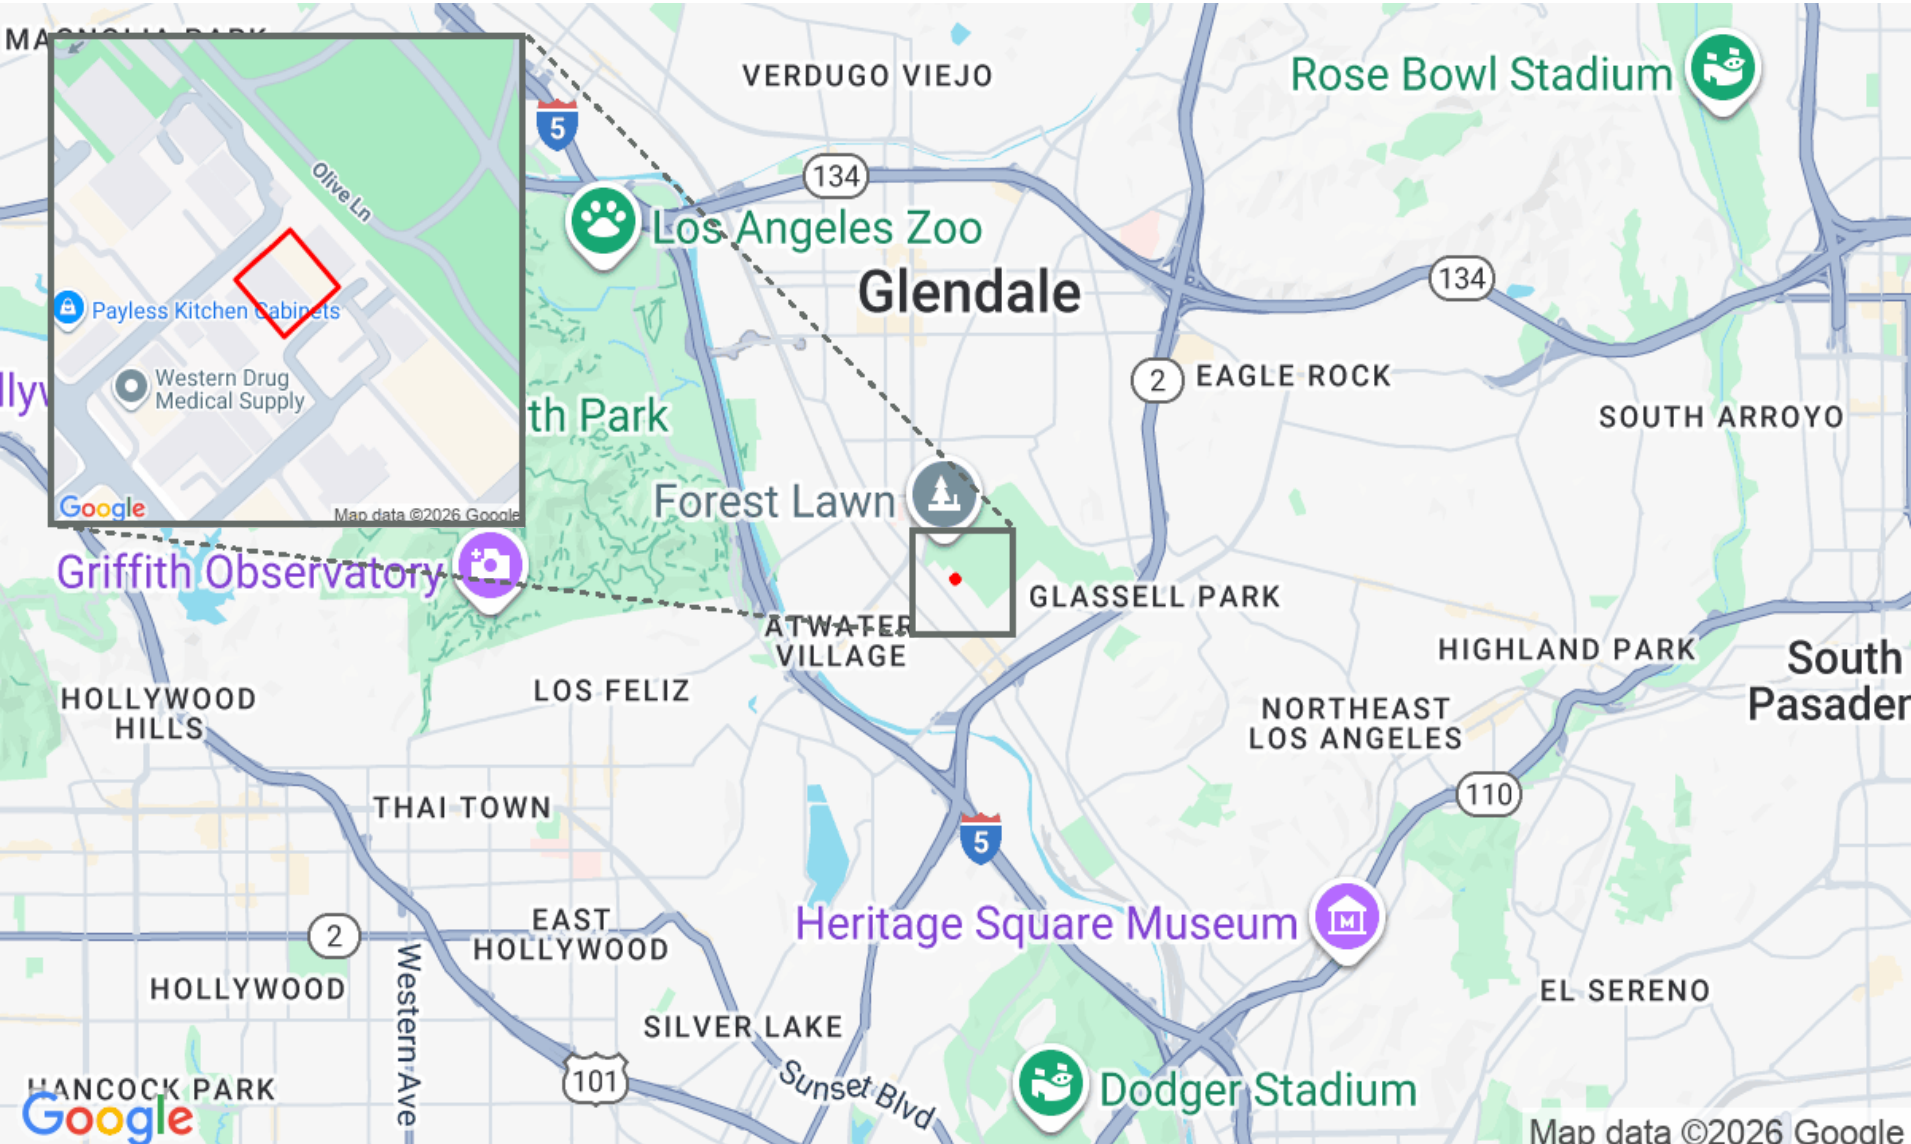 MAGNOLIA PARK
VERDUGO VIEJO
Rose Bowl Stadium
5
134
Los Angeles Zoo
Glendale
134
Olive Ln
Payless Kitchen Cabinets
Western Drug
Medical Supply
Google
Map data ©2026 Google
2
EAGLE ROCK
SOUTH ARROYO
th Park
Forest Lawn
Griffith Observatory
GLASSELL PARK
ATWATER
VILLAGE
HIGHLAND PARK
South
LOS FELIZ
HOLLYWOOD
HILLS
NORTHEAST
LOS ANGELES
THAI TOWN
110
5
EAST
HOLLYWOOD
Heritage Square Museum
2
Western Ave
HOLLYWOOD
EL SERENO
SILVER LAKE
Sunset Blvd
101
HANCOCK PARK
Dodger Stadium
Google
Map data ©2026 Google